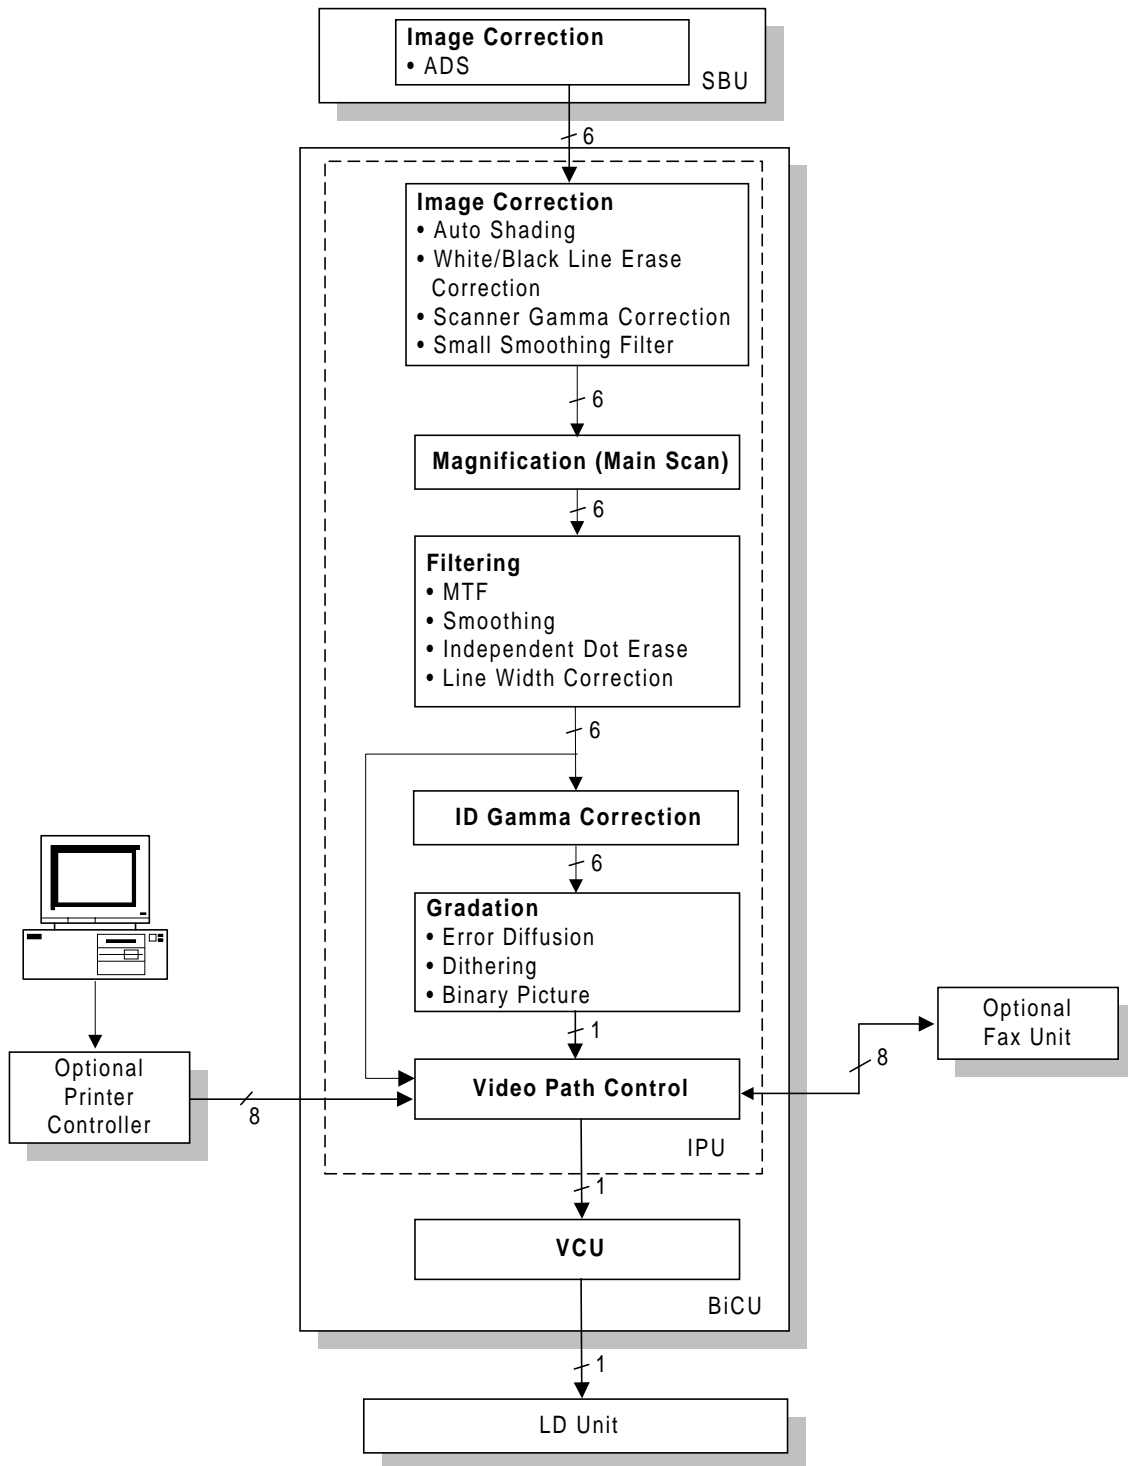 Image Correction
• ADS
SBU
6
Image Correction
• Auto Shading
• White/Black Line Erase
Correction
• Scanner Gamma Correction
• Small Smoothing Filter
6
Magnification (Main Scan)
6
Filtering
• MTF
• Smoothing
• Independent Dot Erase
• Line Width Correction
6
ID Gamma Correction
6
Gradation
• Error Diffusion
• Dithering
• Binary Picture
1
Optional
Fax Unit
8
Optional
Printer
Controller
8
Video Path Control
IPU
1
VCU
BiCU
1
LD Unit